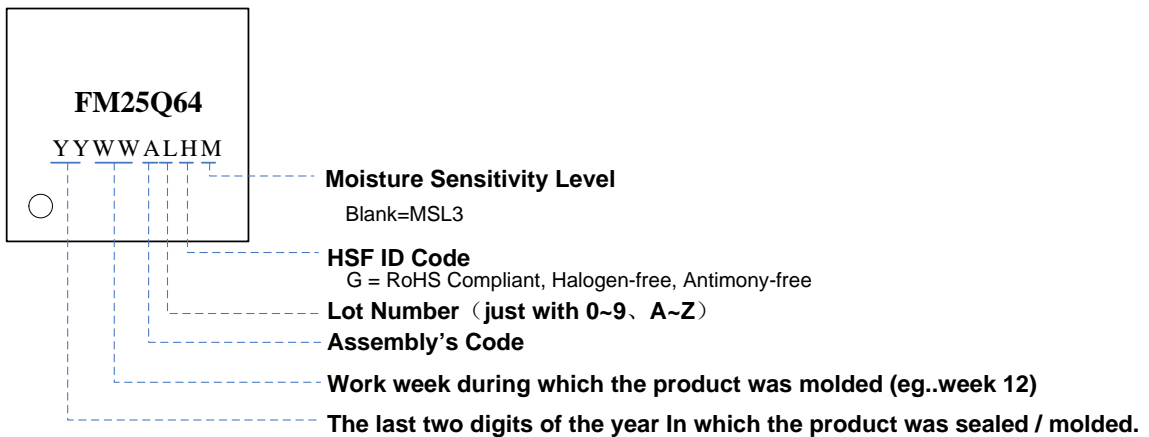 FM25Q64
YYWWALHM
Moisture Sensitivity Level
Blank=MSL3
HSF ID Code
G = RoHS Compliant, Halogen-free, Antimony-free
Lot Number（just with 0~9、A~Z）
Assembly's Code
Work week during which the product was molded (eg..week 12)
The last two digits of the year In which the product was sealed / molded.